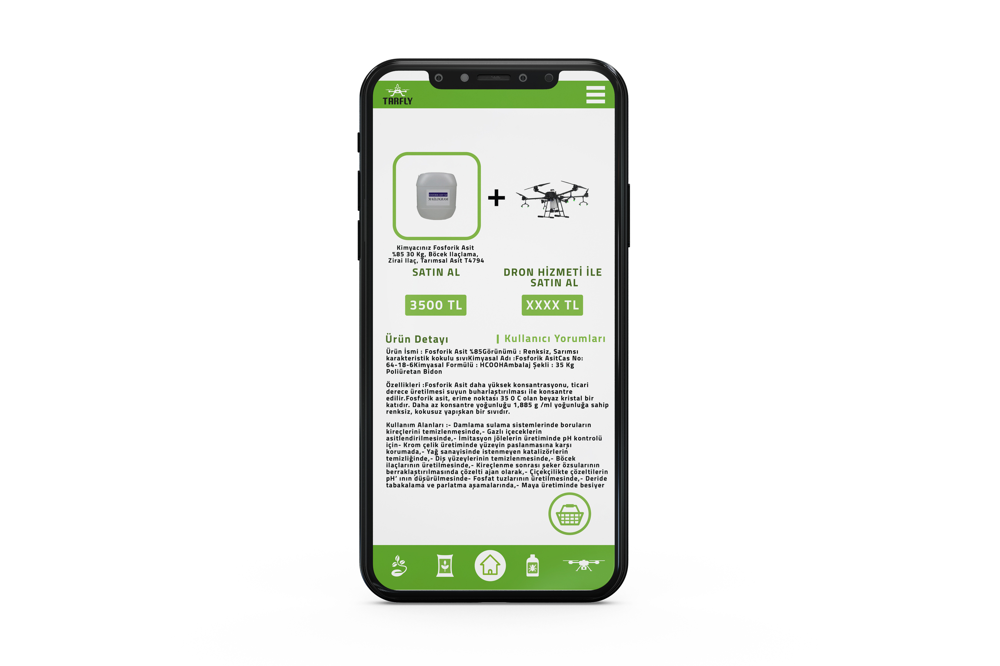 TARFLY
FOSFORİK ASİT %85
30 KİLOGRAM
Kimyacınız Fosforik Asit
%85 30 Kg, Böcek Ilaçlama,
Zirai Ilaç, Tarımsal Asit T4794
SATIN AL
DRON HİZMETİ İLE
SATIN AL
3500 TL
XXXX TL
Ürün Detayı
Kullanıcı Yorumları
Ürün İsmi : Fosforik Asit %85Görünümü : Renksiz, Sarımsı
karakteristik kokulu sıvıKimyasal Adı :Fosforik AsitCas No:
64-18-6Kimyasal Formülü : HCOOHAmbalaj Şekli : 35 Kg
Poliüretan Bidon
Özellikleri :Fosforik Asit daha yüksek konsantrasyonu, ticari
derece üretilmesi suyun buharlaştırılması ile konsantre
edilir.Fosforik asit, erime noktası 35 0 C olan beyaz kristal bir
katıdır. Daha az konsantre yoğunluğu 1,885 g /ml yoğunluğa sahip
renksiz, kokusuz yapışkan bir sıvıdır.
Kullanım Alanları :- Damlama sulama sistemlerinde boruların
kireçlerini temizlenmesinde,- Gazlı içeceklerin
asitlendirilmesinde,- İmitasyon jölelerin üretiminde pH kontrolü
için- Krom çelik üretiminde yüzeyin paslanmasına karşı
korumada,- Yağ sanayisinde istenmeyen katalizörlerin
temizliğinde,- Diş yüzeylerinin temizlenmesinde,- Böcek
ilaçlarının üretilmesinde,- Kireçlenme sonrası şeker özsularının
berraklaştırılmasında çözelti ajan olarak,- Çiçekçilikte çözeltilerin
pH’ ının düşürülmesinde- Fosfat tuzlarının üretilmesinde,- Deride
tabakalama ve parlatma aşamalarında,- Maya üretiminde besiyer